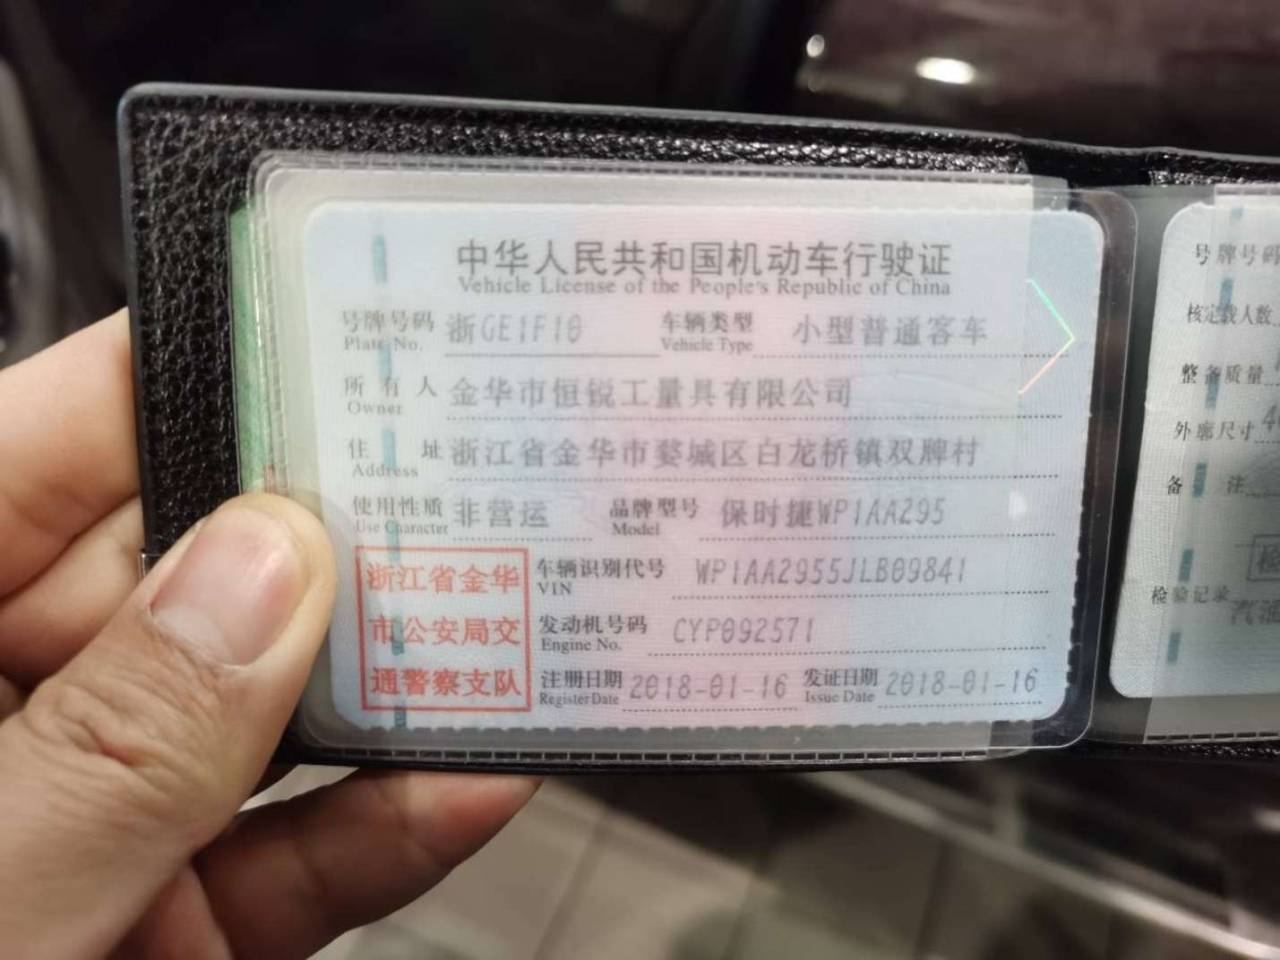 中华人民共和国机动车行驶证
Vehicle License of the People's Republic of China
号牌号码 浙GE1F10 车辆类型 小型普通客车
Plate No. Vehicle Type
所有人 金华市恒锐工量具有限公司
Owner
住址 浙江省金华市婺城区白龙桥镇双牌村
Address
使用性质 非营运 品牌型号 保时捷WP1AA295
Use Character Model
浙江省金华
市公安局交
通警察支队
车辆识别代号 WP1AA2955JLB09841
VIN
发动机号码 CYP092571
Engine No.
注册日期 2018-01-16 发证日期 2018-01-16
Register Date Issue Date
号牌号码
核定载人数
整备质量
外廓尺寸
备注
检验记录